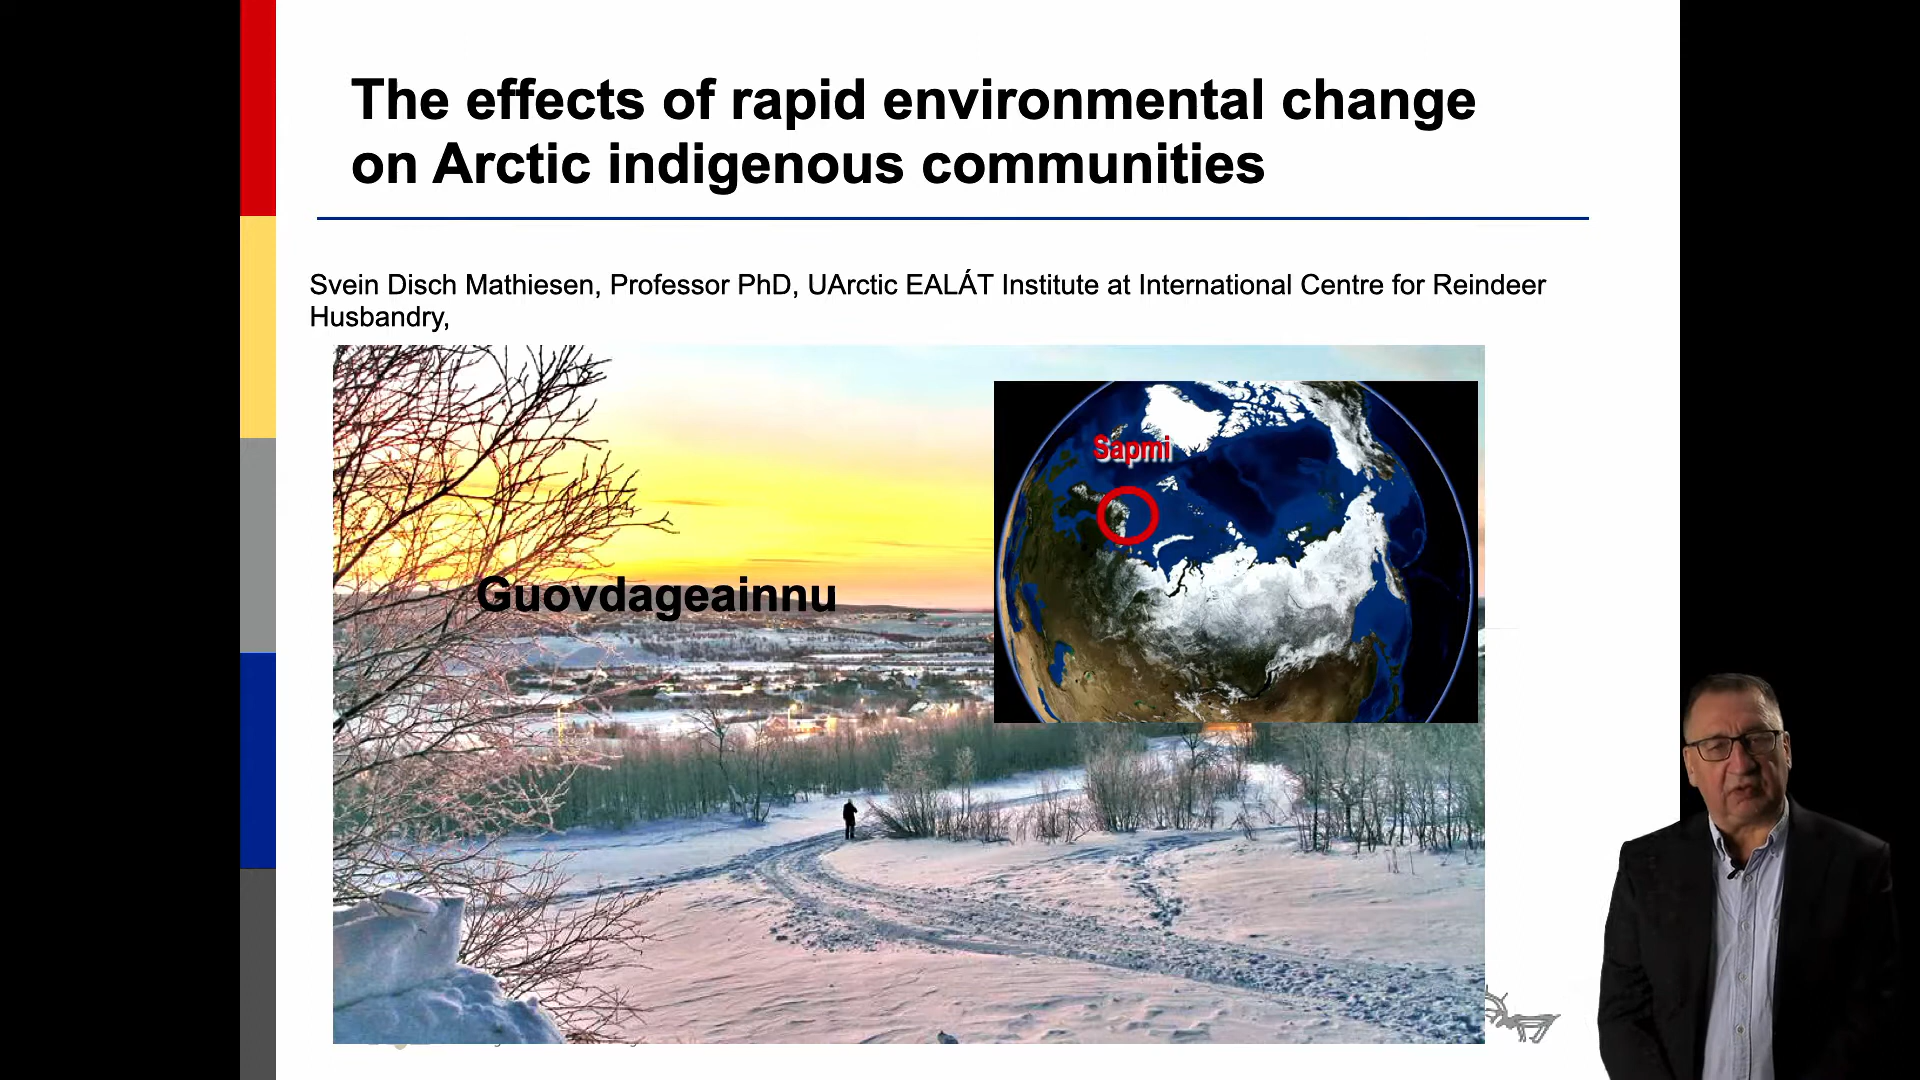 The effects of rapid environmental change
on Arctic indigenous communities
Svein Disch Mathiesen, Professor PhD, UArctic EALÁT Institute at International Centre for Reindeer
Husbandry,
Sapmi
Guovdageainnu